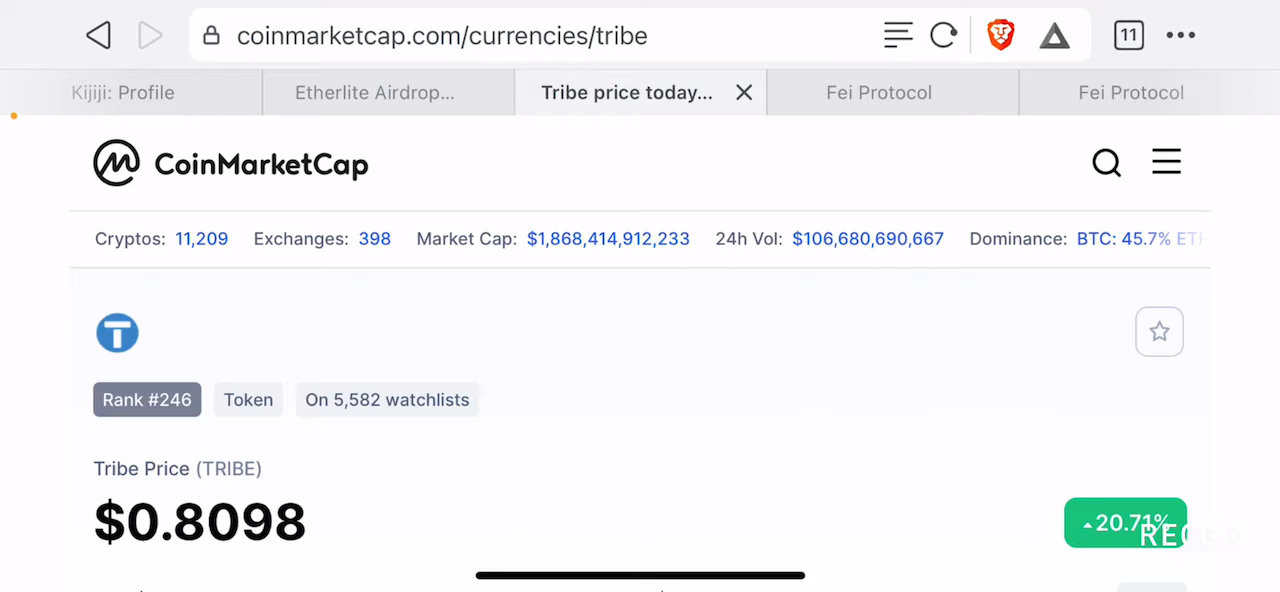 coinmarketcap.com/currencies/tribe
11
Kijiji: Profile
Etherlite Airdrop...
Tribe price today...
Fei Protocol
Fei Protocol
CoinMarketCap
Cryptos: 11,209 Exchanges: 398 Market Cap: $1,868,414,912,233 24h Vol: $106,680,690,667 Dominance: BTC: 45.7% ETH
Rank #246 Token On 5,582 watchlists
Tribe Price (TRIBE)
$0.8098
20.71%